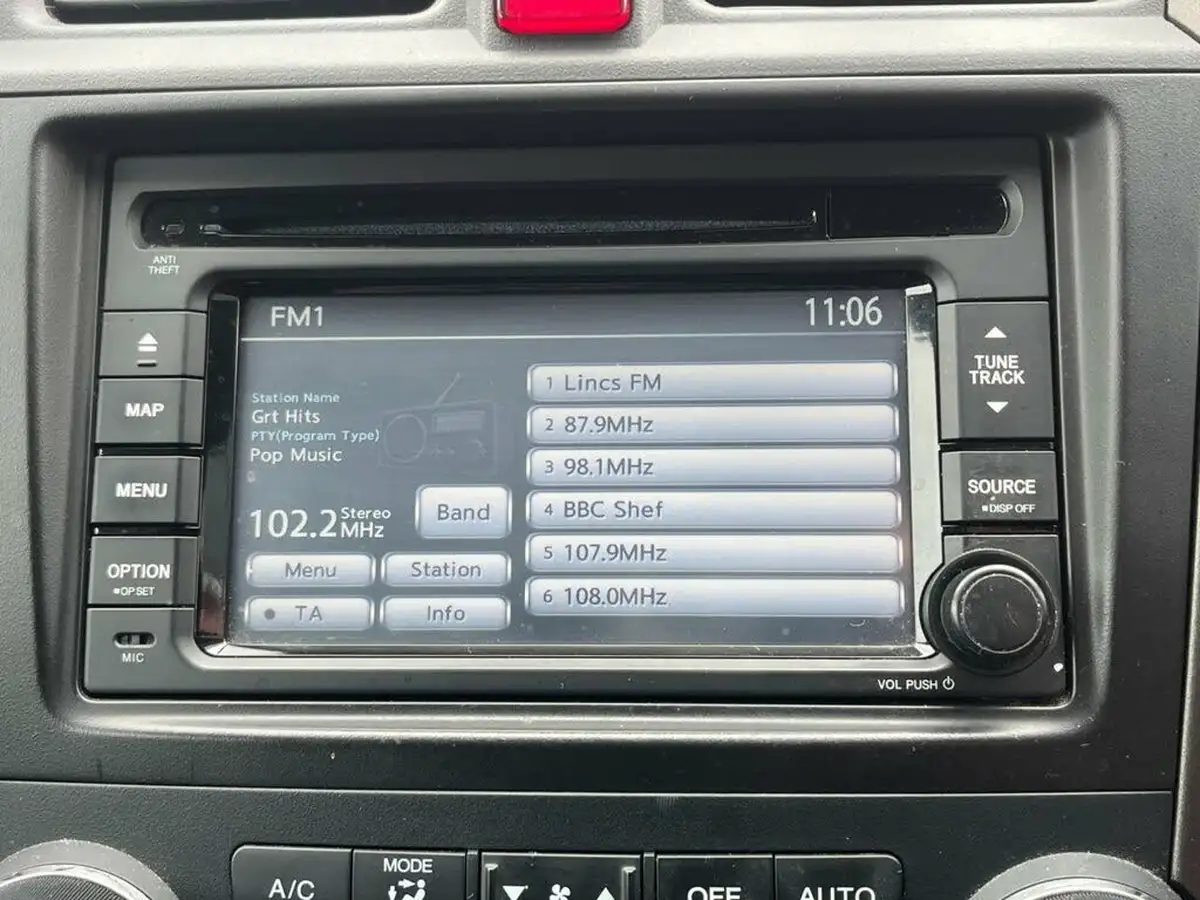 ANTI
THEFT
FM1
11:06
MAP
MENU
OPTION
OP SET
MIC
Station Name
Grt Hits
PTY(Program Type)
Pop Music
102.2
Stereo
MHz
Band
Menu
Station
TA
Info
1 Lincs FM
2 87.9MHz
3 98.1MHz
4 BBC Shef
5 107.9MHz
6 108.0MHz
TUNE
TRACK
SOURCE
DISP OFF
VOL PUSH
A/C
MODE
OFF
AUTO